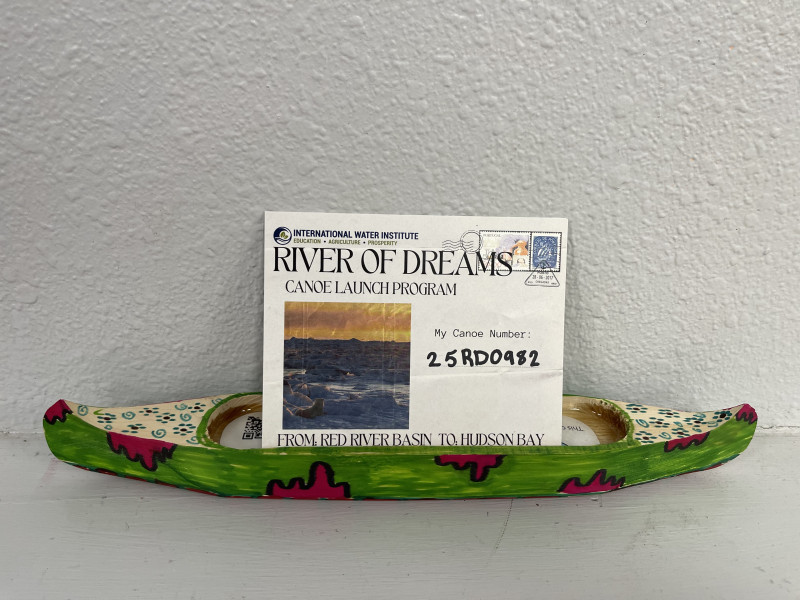 INTERNATIONAL WATER INSTITUTE
EDUCATION • AGRICULTURE • PROSPERITY
RIVER OF DREAMS
CANOE LAUNCH PROGRAM
My Canoe Number:
25RD0982
FROM: RED RIVER BASIN TO: HUDSON BAY
This